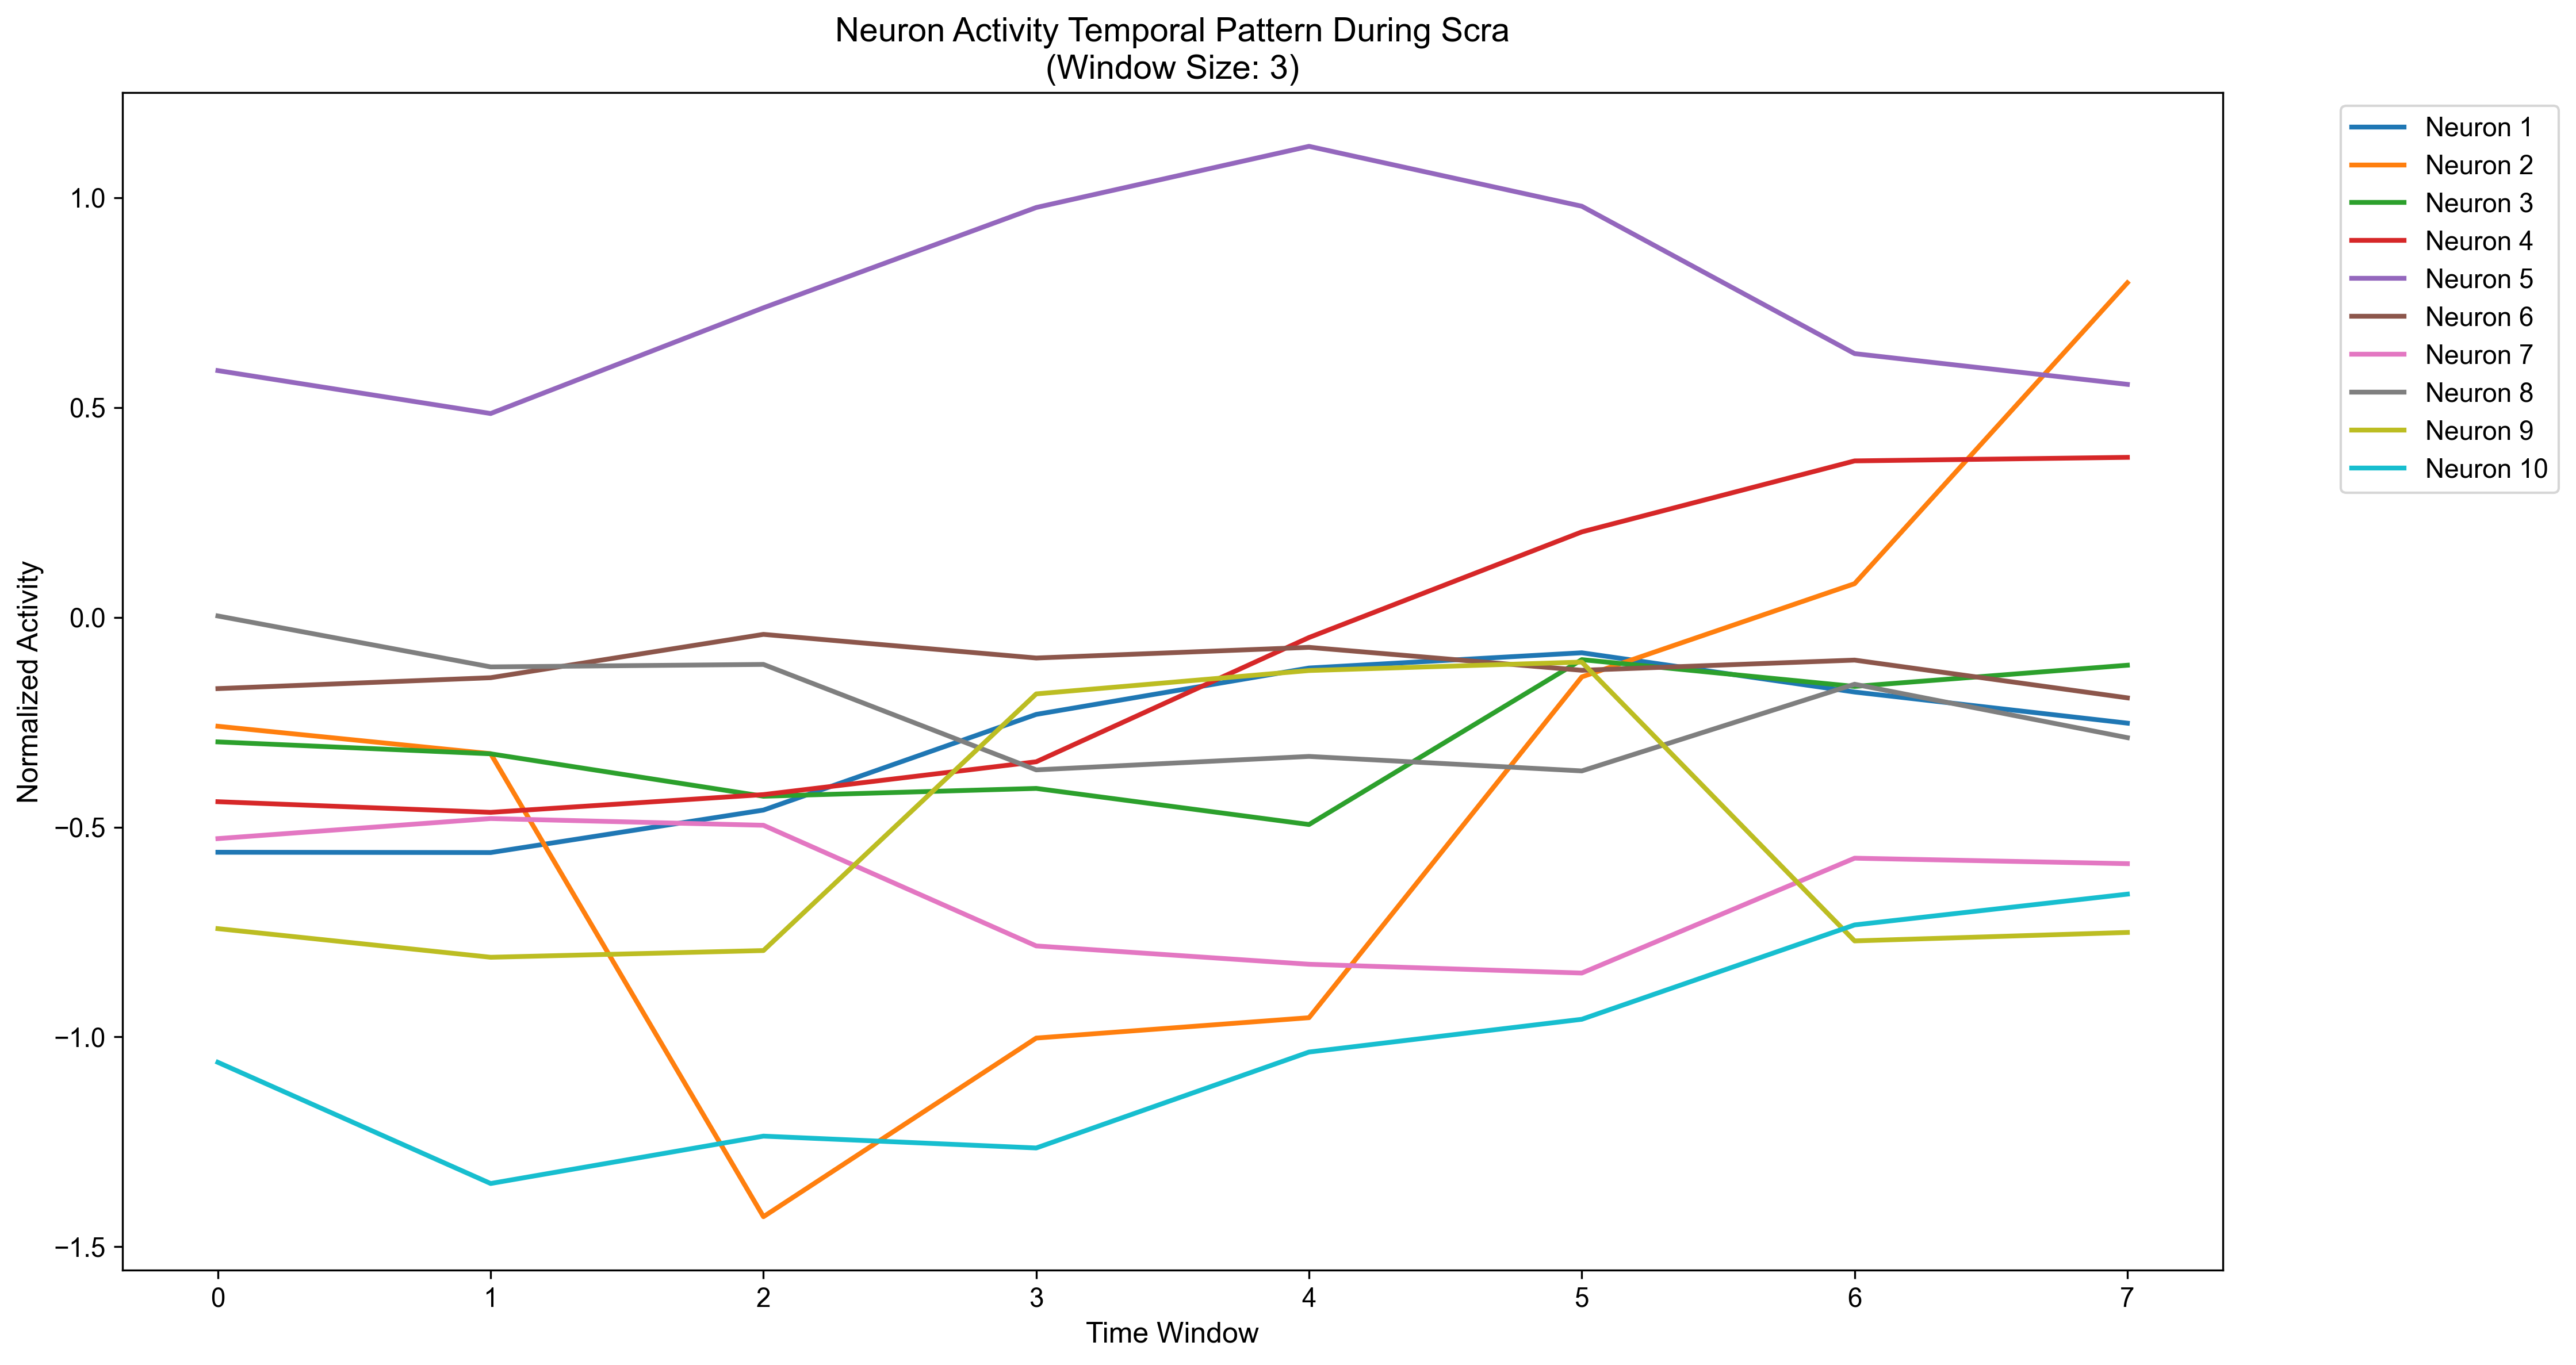 Neuron Activity Temporal Pattern During Scra
(Window Size: 3)
Normalized Activity
1.0
0.5
0.0
−0.5
−1.0
−1.5
0 1 2 3 4 5 6 7
Time Window
Neuron 1
Neuron 2
Neuron 3
Neuron 4
Neuron 5
Neuron 6
Neuron 7
Neuron 8
Neuron 9
Neuron 10